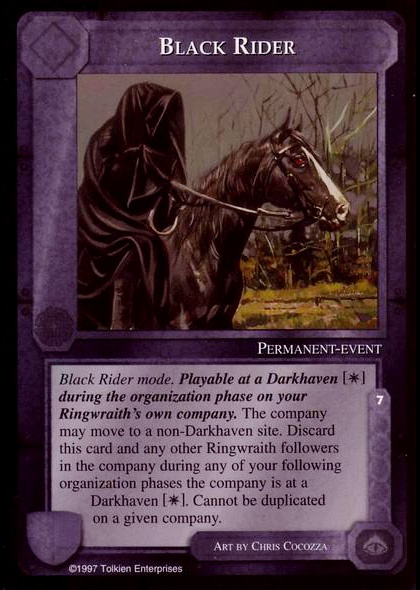 BLACK RIDER
PERMANENT-EVENT
Black Rider mode. Playable at a Darkhaven [✶]
during the organization phase on your
Ringwraith's own company. The company
may move to a non-Darkhaven site. Discard
this card and any other Ringwraith followers
in the company during any of your following
organization phases the company is at a
Darkhaven [✶]. Cannot be duplicated
on a given company.
7
ART BY CHRIS COCOZZA
©1997 Tolkien Enterprises